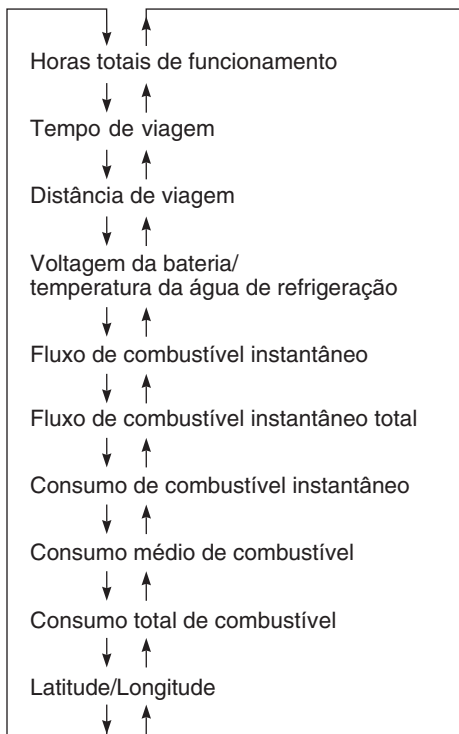 Horas totais de funcionamento
Tempo de viagem
Distância de viagem
Voltagem da bateria/
temperatura da água de refrigeração
Fluxo de combustível instantâneo
Fluxo de combustível instantâneo total
Consumo de combustível instantâneo
Consumo médio de combustível
Consumo total de combustível
Latitude/Longitude